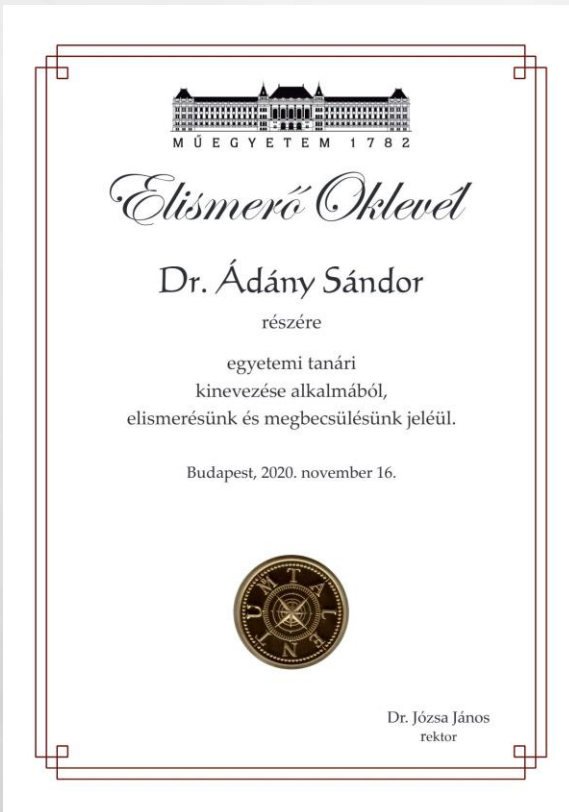 MŰEGYETEM 1782
Elismerő Oklevél
Dr. Ádány Sándor
részére
egyetemi tanári
kinevezése alkalmából,
elismerésünk és megbecsülésünk jeléül.
Budapest, 2020. november 16.
TALENTUM
Dr. Józsa János
rektor